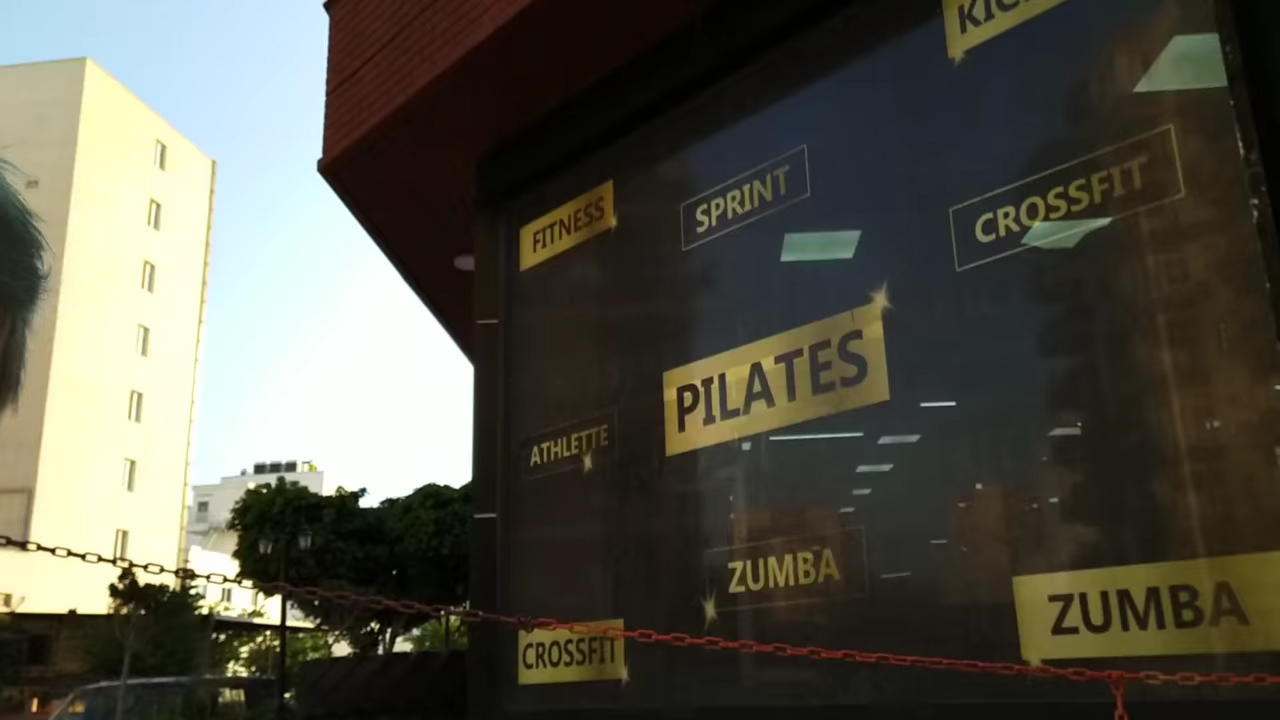 FITNESS
SPRINT
CROSSFIT
PILATES
ATHLETTE
ZUMBA
ZUMBA
CROSSFIT